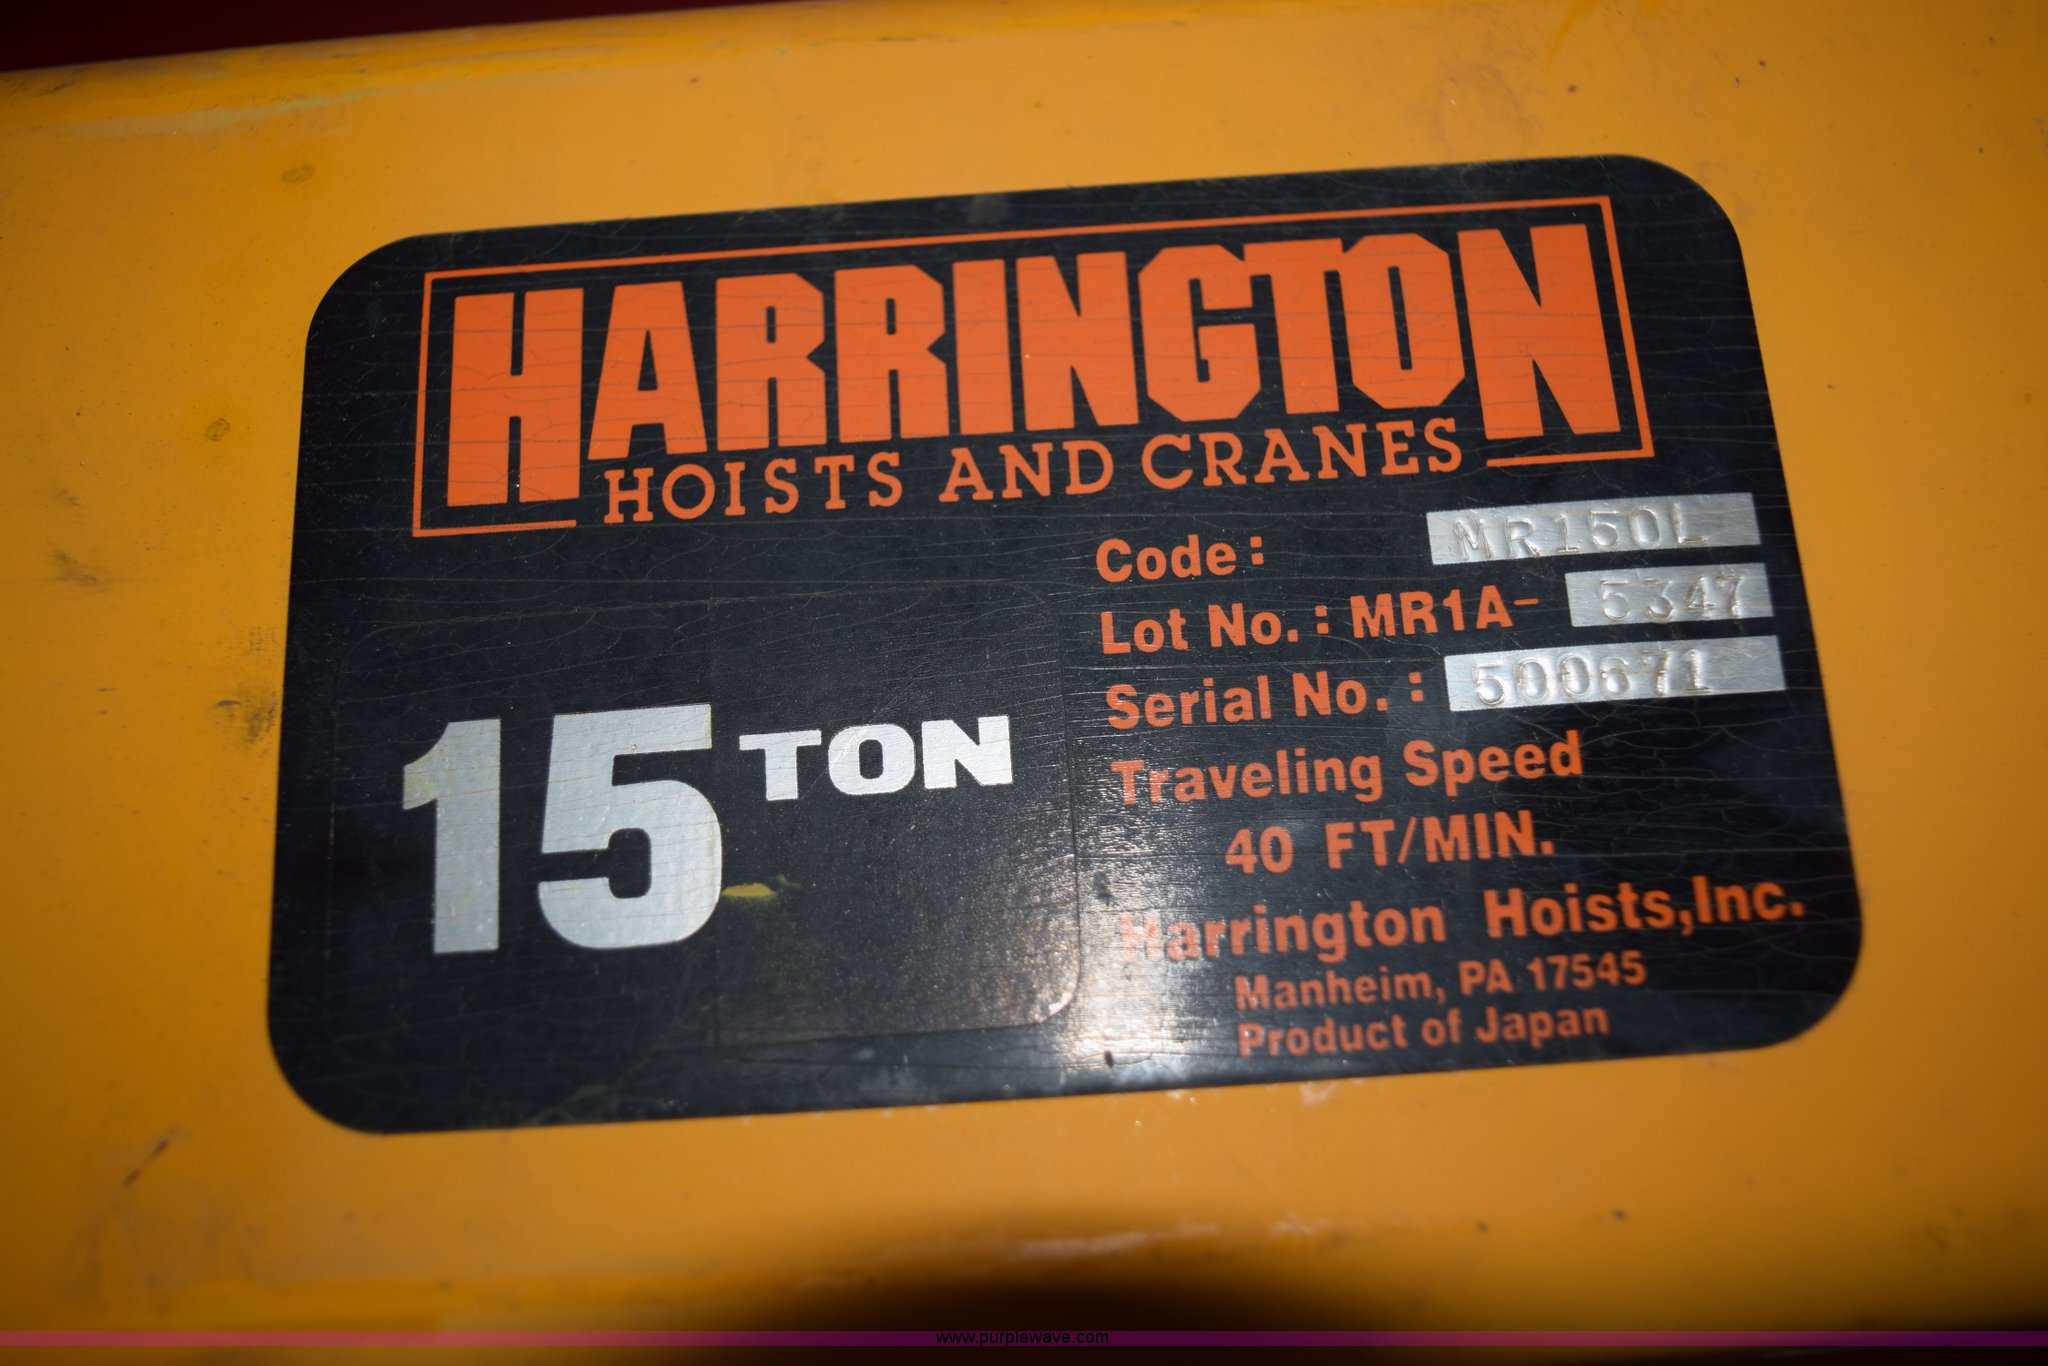 HARRINGTON
HOISTS AND CRANES
Code: MR150L
Lot No.: MR1A- 5347
Serial No.: 500671
15 TON
Traveling Speed
40 FT/MIN.
Harrington Hoists,Inc.
Manheim, PA 17545
Product of Japan
www.purplewave.com